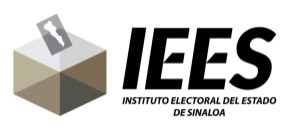 IEES
INSTITUTO ELECTORAL DEL ESTADO
DE SINALOA